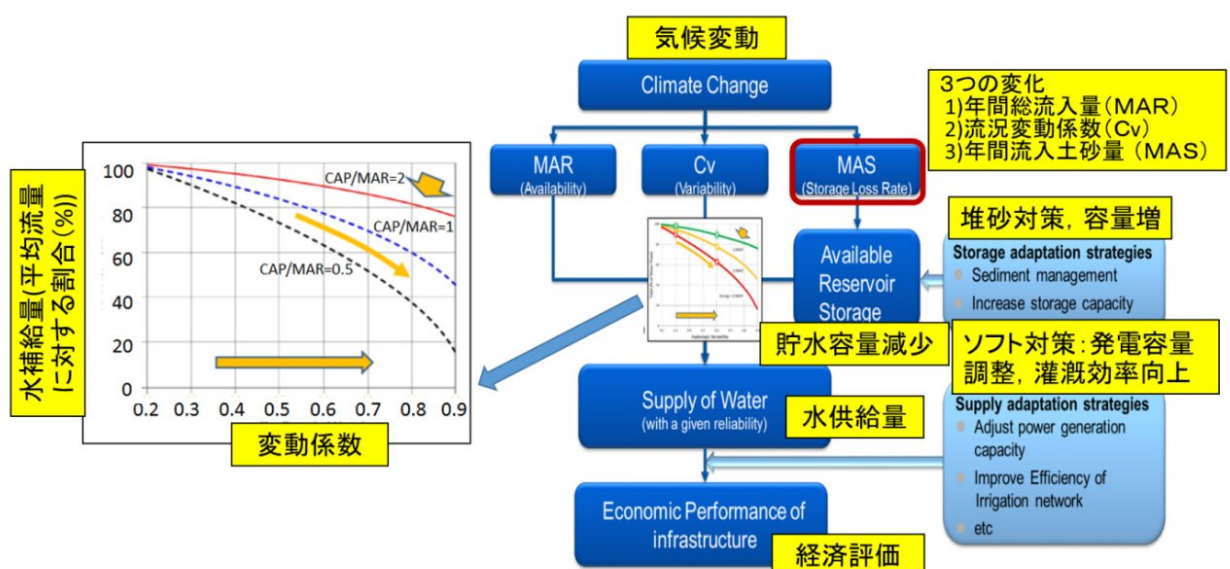 気候変動
Climate Change
3つの変化
1)年間総流入量(MAR)
2)流況変動係数(Cv)
3)年間流入土砂量(MAS)
MAR
(Availability)
Cv
(Variability)
MAS
(Storage Loss Rate)
水補給量(平均流量
に対する割合(%))
100
80
60
40
20
0
CAP/MAR=2
CAP/MAR=1
CAP/MAR=0.5
0.2 0.3 0.4 0.5 0.6 0.7 0.8 0.9
変動係数
Available
Reservoir
Storage
貯水容量減少
堆砂対策,容量増
Storage adaptation strategies
Sediment management
Increase storage capacity
ソフト対策:発電容量
調整,灌漑効率向上
Supply adaptation strategies
Adjust power generation
capacity
Improve Efficiency of
Irrigation network
etc
Supply of Water
(with a given reliability)
水供給量
Economic Performance of
infrastructure
経済評価